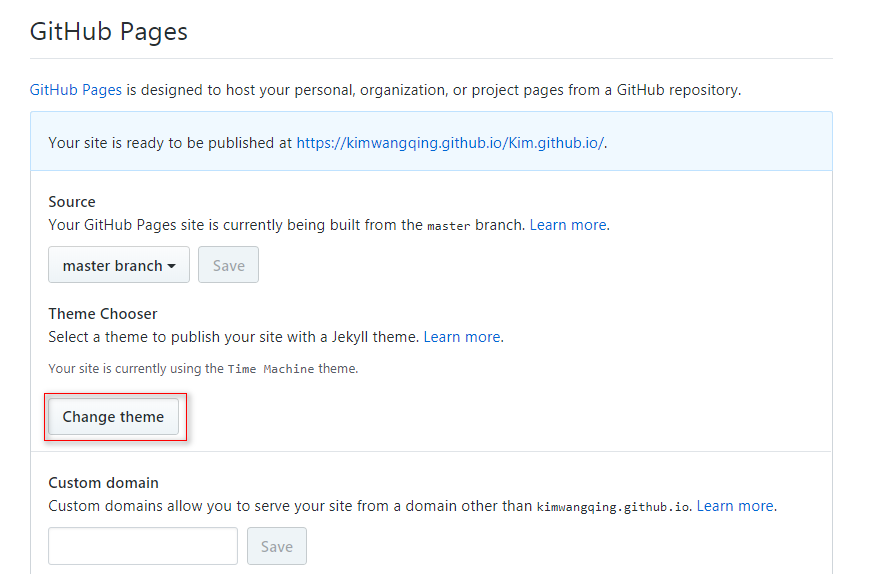 GitHub Pages
GitHub Pages is designed to host your personal, organization, or project pages from a GitHub repository.
Your site is ready to be published at https://kimwangqing.github.io/Kim.github.io/.
Source
Your GitHub Pages site is currently being built from the master branch. Learn more.
master branch Save
Theme Chooser
Select a theme to publish your site with a Jekyll theme. Learn more.
Your site is currently using the Time Machine theme.
Change theme
Custom domain
Custom domains allow you to serve your site from a domain other than kimwangqing.github.io. Learn more.
Save